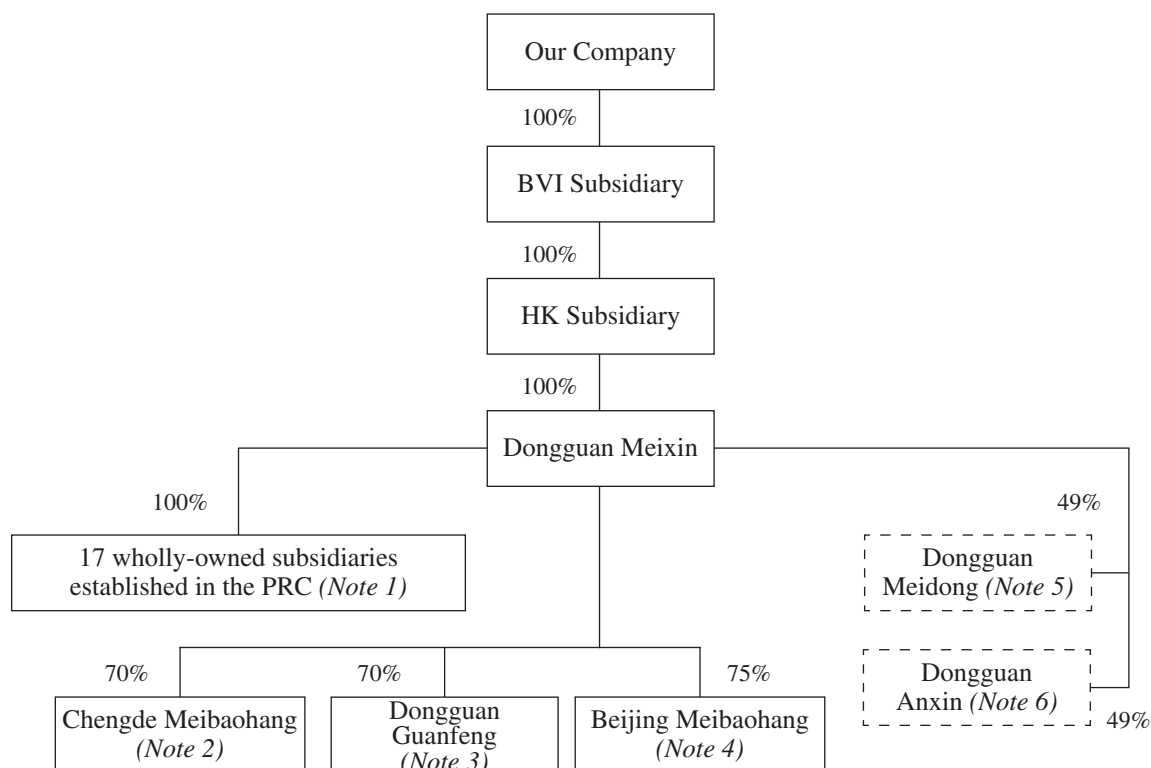 Our Company
100%
BVI Subsidiary
100%
HK Subsidiary
100%
Dongguan Meixin
100%
49%
17 wholly-owned subsidiaries
established in the PRC (Note 1)
Dongguan
Meidong (Note 5)
70%
70%
75%
Dongguan
Anxin (Note 6)
49%
Chengde Meibaohang
(Note 2)
Dongguan
Guanfeng
(Note 3)
Beijing Meibaohang
(Note 4)